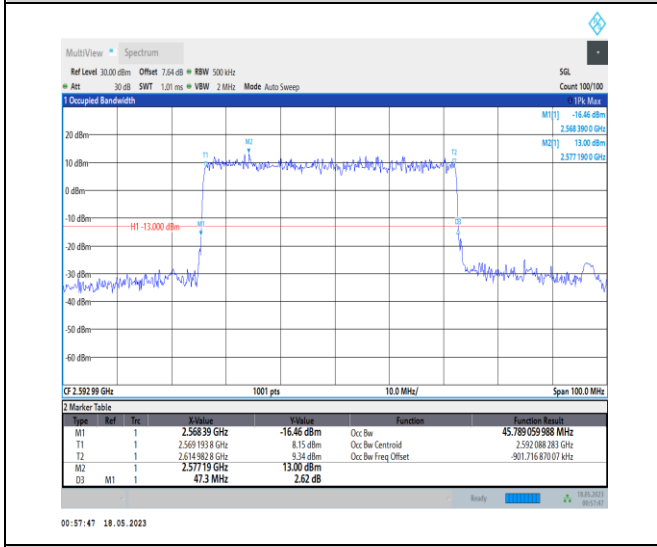 MultiView Spectrum
Ref Level 30.00 dBm Offset 7.64 dB RBW 500 kHz SGL
Att 30 dB SWT 1.01 ms VBW 2 MHz Mode Auto Sweep Count 100/100
1 Occupied Bandwidth 1Pk Max
M1[1] -16.46 dBm
2.568 390 0 GHz
M2[1] 13.00 dBm
2.577 190 0 GHz
20 dBm
M2
T1
T2
10 dBm
0 dBm
-10 dBm
H1 -13.000 dBm
M1
D3
-20 dBm
-30 dBm
-40 dBm
-50 dBm
-60 dBm
CF 2.592 99 GHz 1001 pts 10.0 MHz/ Span 100.0 MHz
2 Marker Table
Type Ref Trc X-Value Y-Value Function Function Result
M1 1 2.568 39 GHz -16.46 dBm Occ Bw 45.789 059 988 MHz
T1 1 2.569 193 8 GHz 8.15 dBm Occ Bw Centroid 2.592 088 283 GHz
T2 1 2.614 982 8 GHz 9.34 dBm Occ Bw Freq Offset -901.716 870 07 kHz
M2 1 2.577 19 GHz 13.00 dBm
D3 M1 1 47.3 MHz 2.62 dB
Ready 18.05.2023
00:57:47
00:57:47 18.05.2023